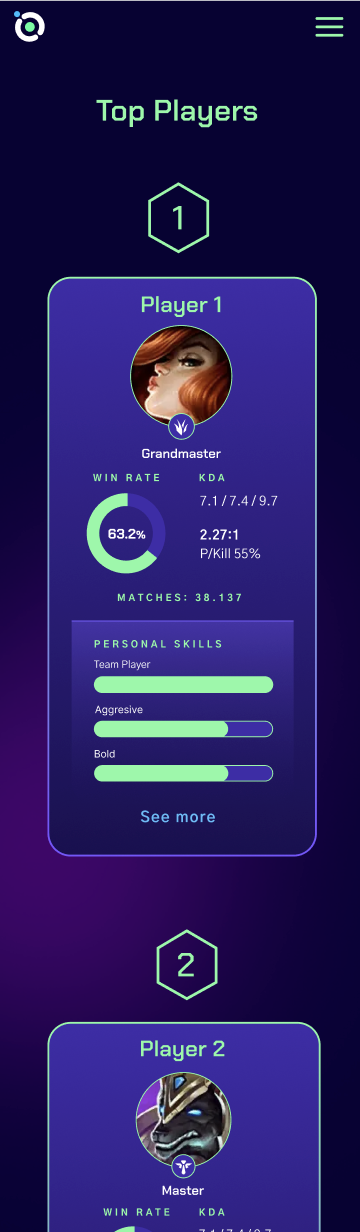 Top Players
1
Player 1
Grandmaster
WIN RATE
KDA
63.2%
7.1 / 7.4 / 9.7
2.27:1
P/Kill 55%
MATCHES: 38.137
PERSONAL SKILLS
Team Player
Aggresive
Bold
See more
2
Player 2
Master
WIN RATE
KDA